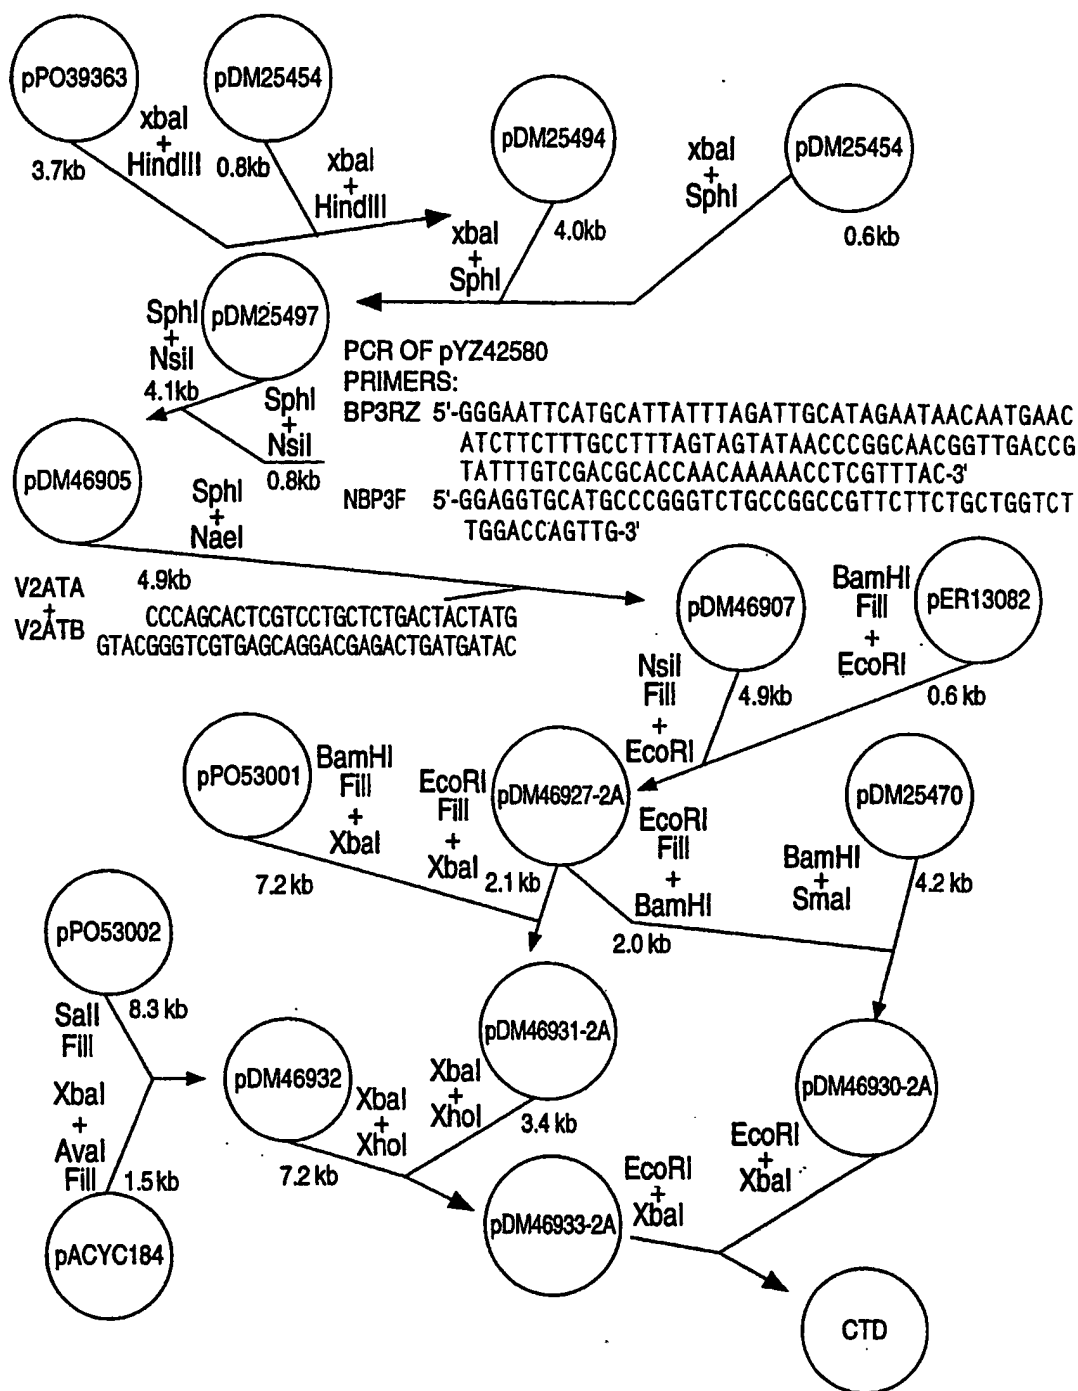 pPO39363
pDM25454
xbaI
+
HindIII
3.7kb
0.8kb
xbaI
+
HindIII
pDM25494
xbaI
+
SphI
pDM25454
4.0kb
xbaI
+
SphI
0.6kb
SphI
+
NsiI
pDM25497
4.1kb
SphI
+
NsiI
0.8kb
PCR OF pYZ42580
PRIMERS:
BP3RZ 5'-GGGAATTCATGCATTATTTAGATTGCATAGAATAACAATGAAC
ATCTTCTTTGCCTTTAGTAGTATAACCCGGCAACGGTTGACCG
TATTTGTCGACGCACCAACAAAAACCTCGTTTAC-3'
NBP3F 5'-GGAGGTGCATGCCCGGGTCTGCCGGCCGTTCTTCTGCTGGTCT
TGGACCAGTTG-3'
pDM46905
SphI
+
NaeI
4.9kb
V2ATA
+
V2ATB
CCCAGCACTCGTCCTGCTCTGACTACTATG
GTACGGGTCGTGAGCAGGACGAGACTGATGATAC
pDM46907
BamHI
Fill
+
EcoRI
pER13082
NsiI
Fill
+
EcoRI
4.9kb
0.6 kb
pPO53001
BamHI
Fill
+
XbaI
EcoRI
Fill
+
XbaI
pDM46927-2A
EcoRI
Fill
+
BamHI
pDM25470
BamHI
+
SmaI
7.2 kb
2.1 kb
2.0 kb
4.2 kb
pPO53002
8.3 kb
SalI
Fill
XbaI
+
AvaI
Fill
1.5kb
pACYC184
pDM46932
7.2 kb
XbaI
+
XhoI
XbaI
+
XhoI
pDM46931-2A
3.4 kb
pDM46930-2A
pDM46933-2A
EcoRI
+
XbaI
EcoRI
+
XbaI
CTD